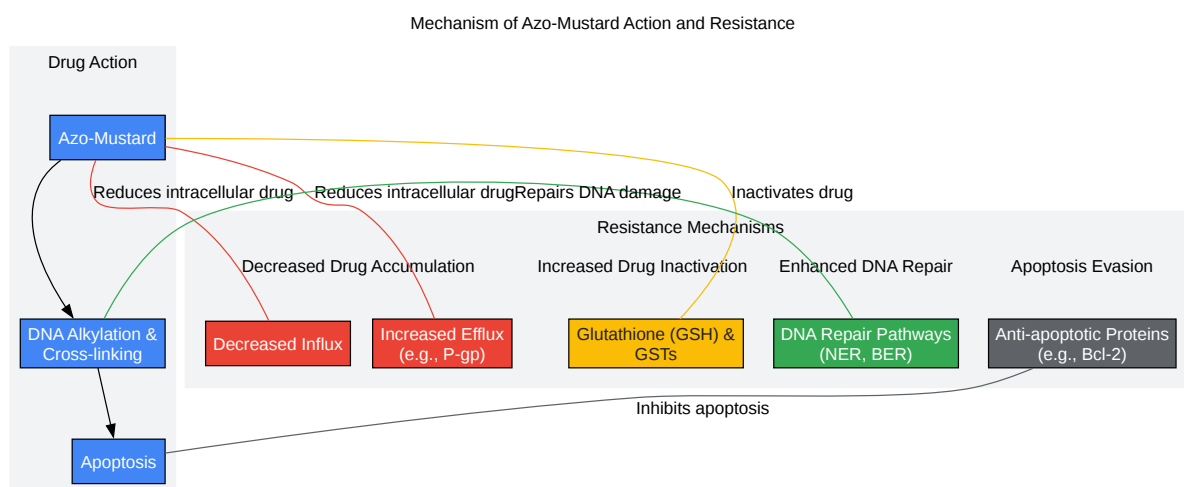 Mechanism of Azo-Mustard Action and Resistance
Drug Action
Azo-Mustard
Reduces intracellular drug
Reduces intracellular drug
Repairs DNA damage
Inactivates drug
Resistance Mechanisms
Decreased Drug Accumulation
Increased Drug Inactivation
Enhanced DNA Repair
Apoptosis Evasion
DNA Alkylation &
Cross-linking
Decreased Influx
Increased Efflux
(e.g., P-gp)
Glutathione (GSH) &
GSTs
DNA Repair Pathways
(NER, BER)
Anti-apoptotic Proteins
(e.g., Bcl-2)
Inhibits apoptosis
Apoptosis